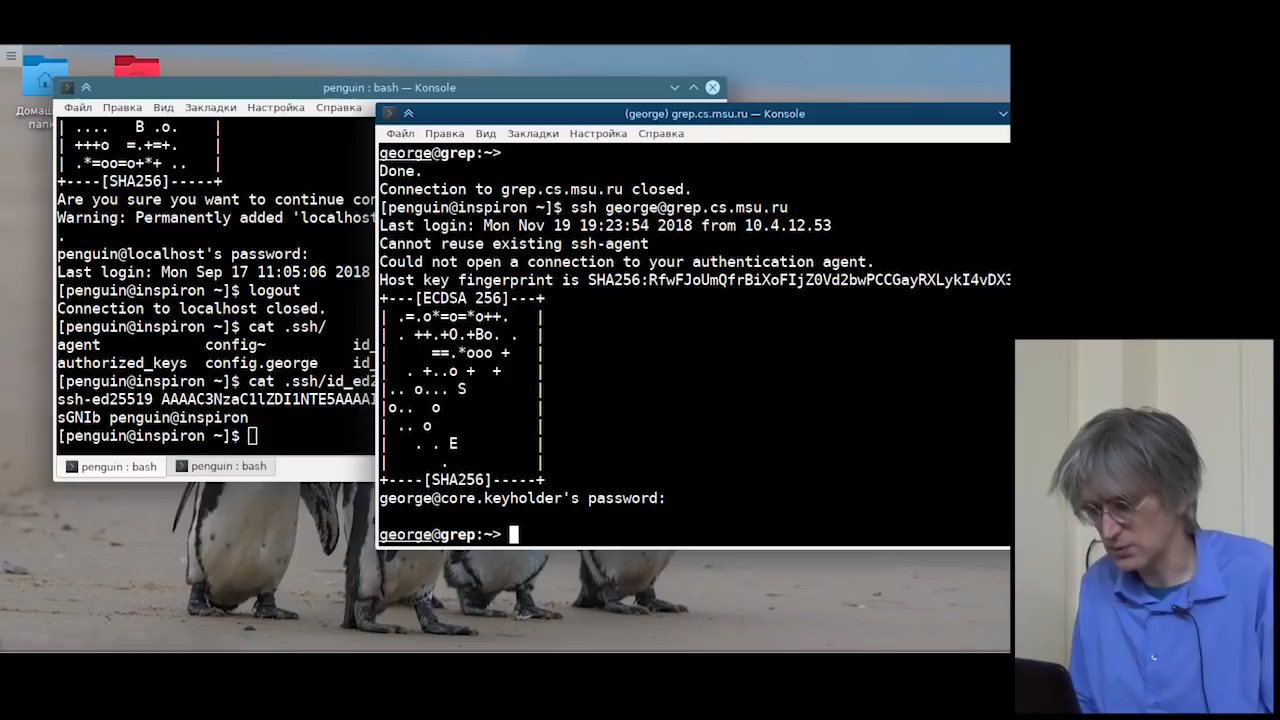 Домаш
папк
penguin : bash — Konsole
Файл Правка Вид Закладки Настройка Справка
| .... B .o. |
| +++o =.+=+. |
| .*=oo=o+*+ .. |
+----[SHA256]-----+
Are you sure you want to continue con
Warning: Permanently added 'localhost
.
penguin@localhost's password:
Last login: Mon Sep 17 11:05:06 2018
[penguin@inspiron ~]$ logout
Connection to localhost closed.
[penguin@inspiron ~]$ cat .ssh/
agent config~ id_
authorized_keys config.george id_
[penguin@inspiron ~]$ cat .ssh/id_ed2
ssh-ed25519 AAAAC3NzaC1lZDI1NTE5AAAAI
sGNIb penguin@inspiron
[penguin@inspiron ~]$
penguin : bash penguin : bash
(george) grep.cs.msu.ru — Konsole
Файл Правка Вид Закладки Настройка Справка
george@grep:~>
Done.
Connection to grep.cs.msu.ru closed.
[penguin@inspiron ~]$ ssh george@grep.cs.msu.ru
Last login: Mon Nov 19 19:23:54 2018 from 10.4.12.53
Cannot reuse existing ssh-agent
Could not open a connection to your authentication agent.
Host key fingerprint is SHA256:RfwFJoUmQfrBiXoFIjZ0Vd2bwPCCGayRXLykI4vDX3
+---[ECDSA 256]---+
| .=.o*=o=*o++. |
| . ++.+O.+Bo. . |
| ==.*ooo + |
| . +..o + + |
|.. o... S |
|o.. o |
| .. o |
| . . E |
| . |
+----[SHA256]-----+
george@core.keyholder's password:
george@grep:~>